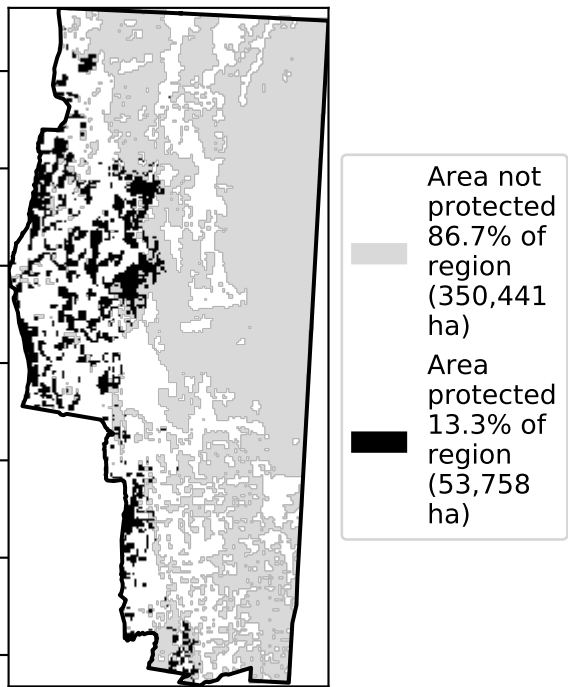 Area not
protected
86.7% of
region
(350,441
ha)
Area
protected
13.3% of
region
(53,758
ha)